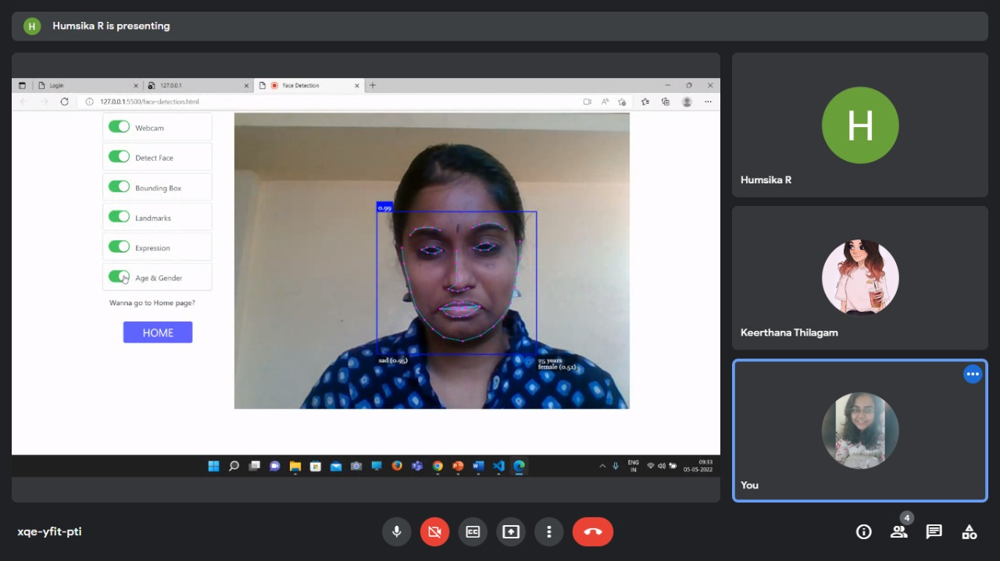 H
Humsika R is presenting
Login
127.0.0.1
Face Detection
127.0.0.1:5500/face-detection.html
Webcam
Detect Face
Bounding Box
Landmarks
Expression
Age & Gender
Wanna go to Home page?
HOME
0.99
sad (0.95)
25 years
female (0.51)
ENG
IN
09:33
05-05-2022
H
Humsika R
Keerthana Thilagam
You
xqe-yfit-pti
CC
4